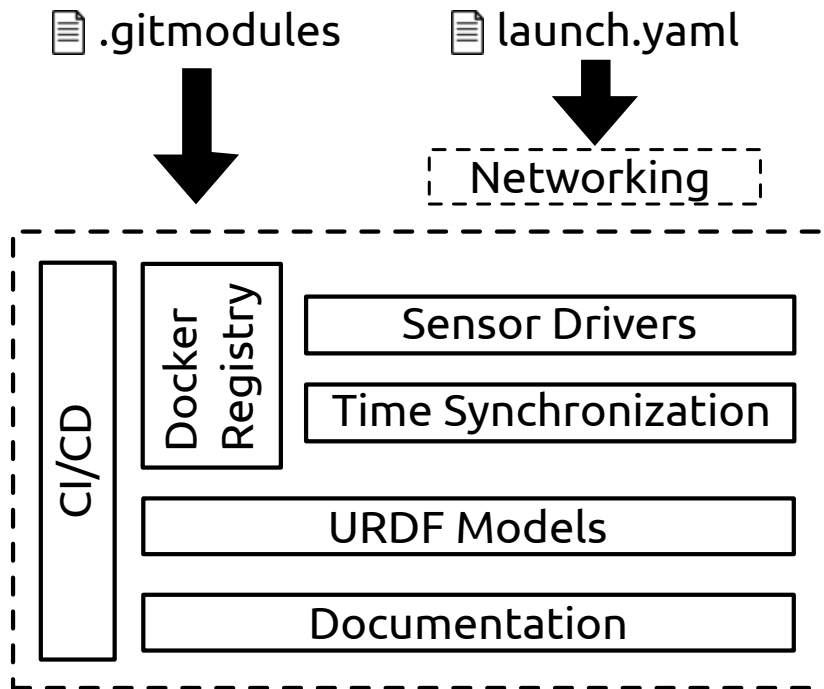 .gitmodules
launch.yaml
Networking
CI/CD
Docker
Registry
Sensor Drivers
Time Synchronization
URDF Models
Documentation